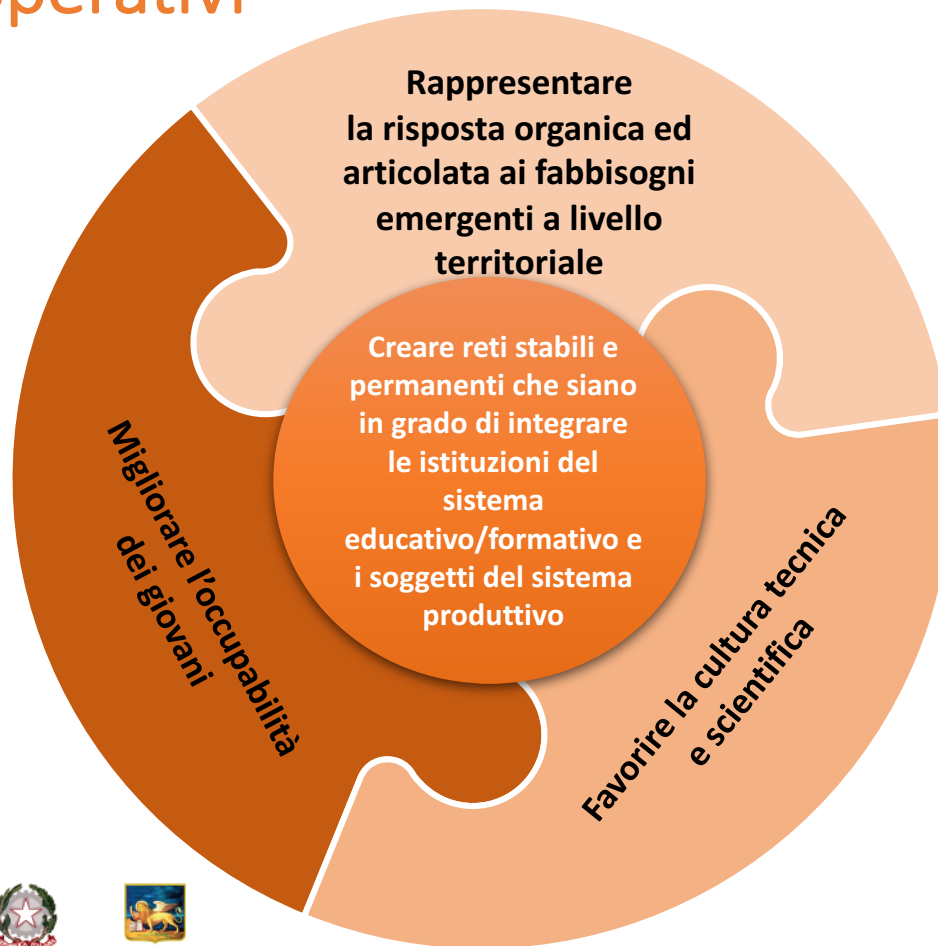 operativi
Rappresentare
la risposta organica ed
articolata ai fabbisogni
emergenti a livello
territoriale
Creare reti stabili e
permanenti che siano
in grado di integrare
le istituzioni del
sistema
educativo/formativo e
i soggetti del sistema
produttivo
Migliorare l'occupabilità
dei giovani
Favorire la cultura tecnica
e scientifica